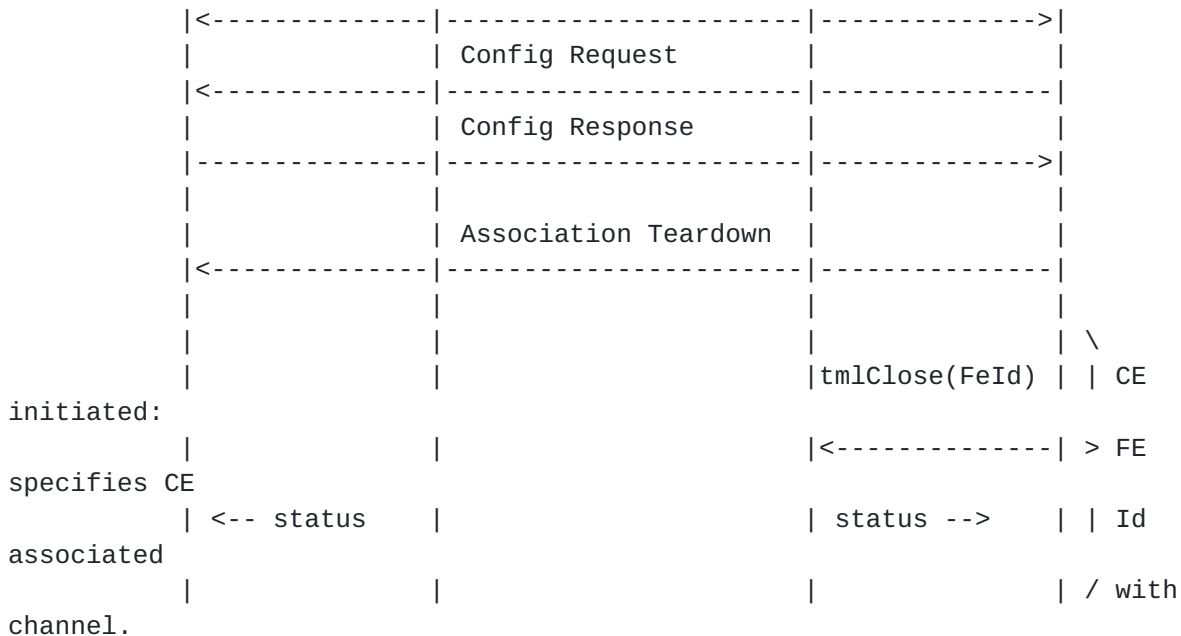 |<--------------|----------------------|-------------->|
           |               | Config Request       |               |
           |<--------------|----------------------|---------------|
           |               | Config Response      |               |
           |---------------|----------------------|-------------->|
           |               |                      |               |
           |               | Association Teardown |               |
           |<--------------|----------------------|---------------|
           |               |                      |               |
           |               |                      |               | \
           |               |                      |tmlClose(FeId) | | CE
initiated:
           |               |                      |<--------------| > FE
specifies CE
           | <-- status    |                      | status -->    | | Id
associated
           |               |                      |               | / with
channel.